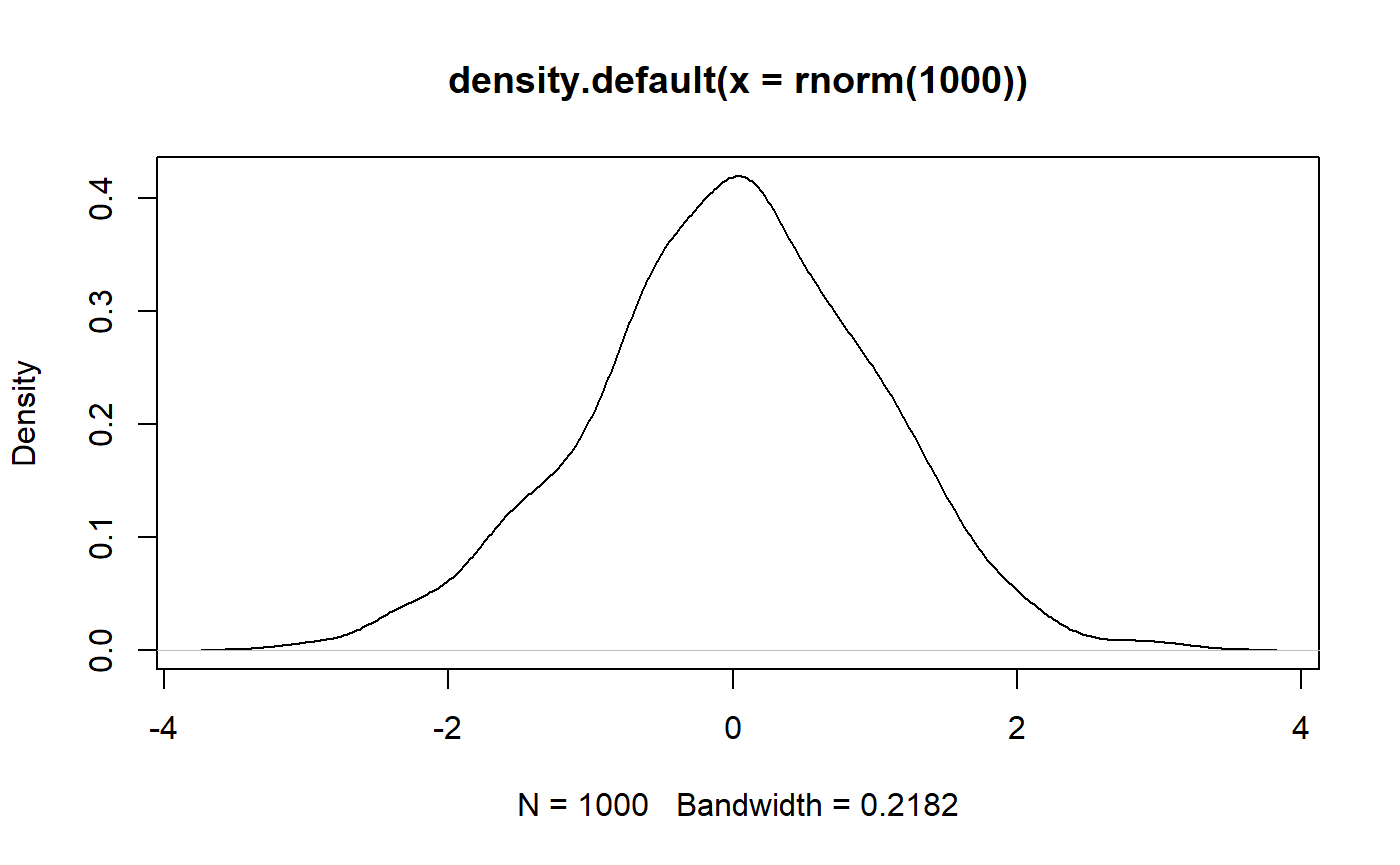 density.default(x = rnorm(1000))
Density
0.4
0.3
0.2
0.1
0.0
-4 -2 0 2 4
N = 1000 Bandwidth = 0.2182